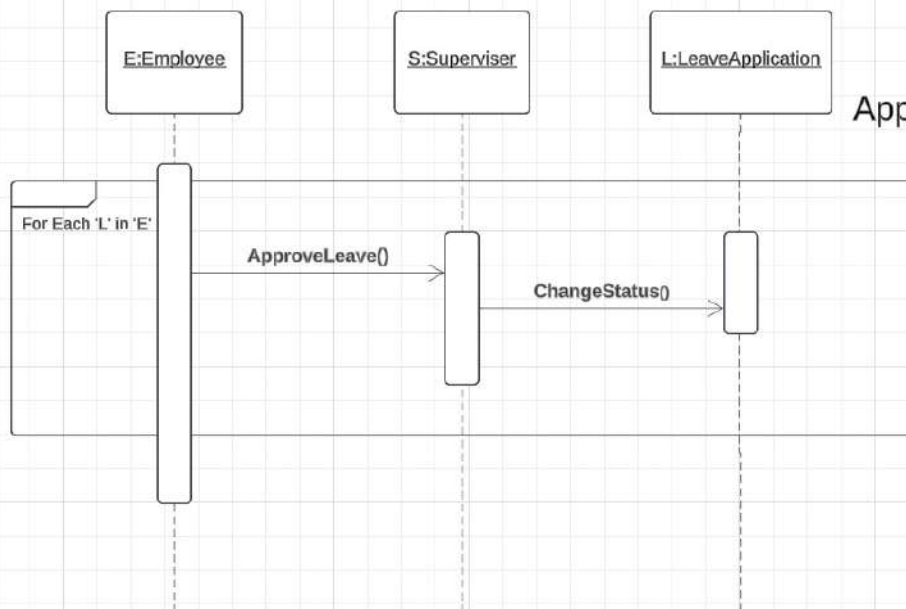 E:Employee
S:Superviser
L:LeaveApplication
App
For Each 'L' in 'E'
ApproveLeave()
ChangeStatus()